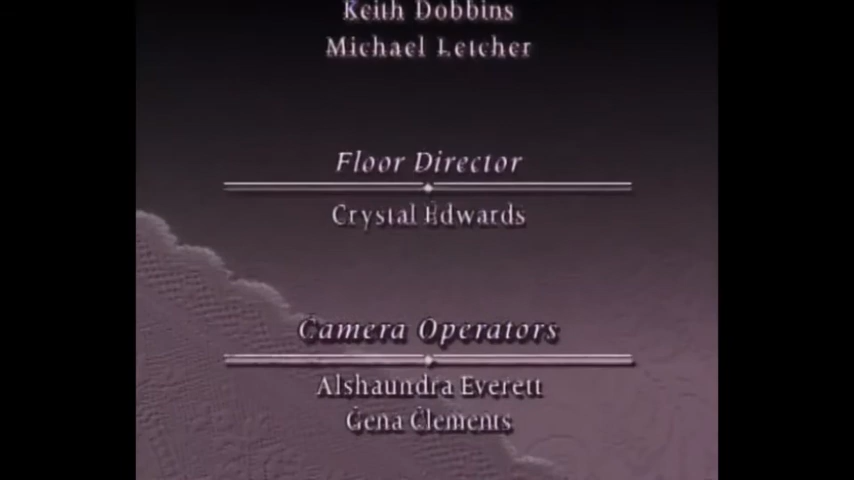 Keith Dobbins
Michael Letcher
Floor Director
Crystal Edwards
Camera Operators
Alshaundra Everett
Gena Clements